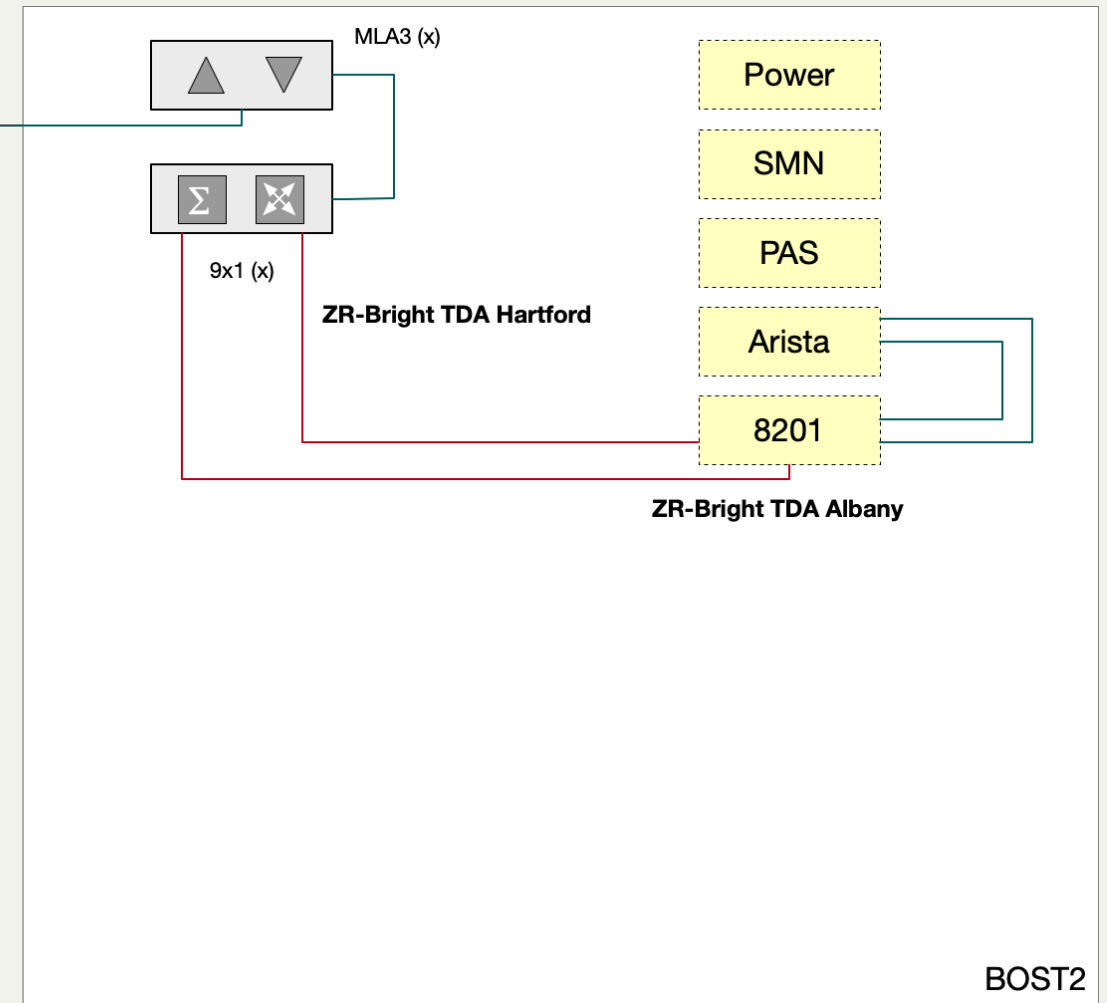 MLA3 (x)
Power
SMN
Σ
9x1 (x)
PAS
ZR-Bright TDA Hartford
Arista
8201
ZR-Bright TDA Albany
BOST2